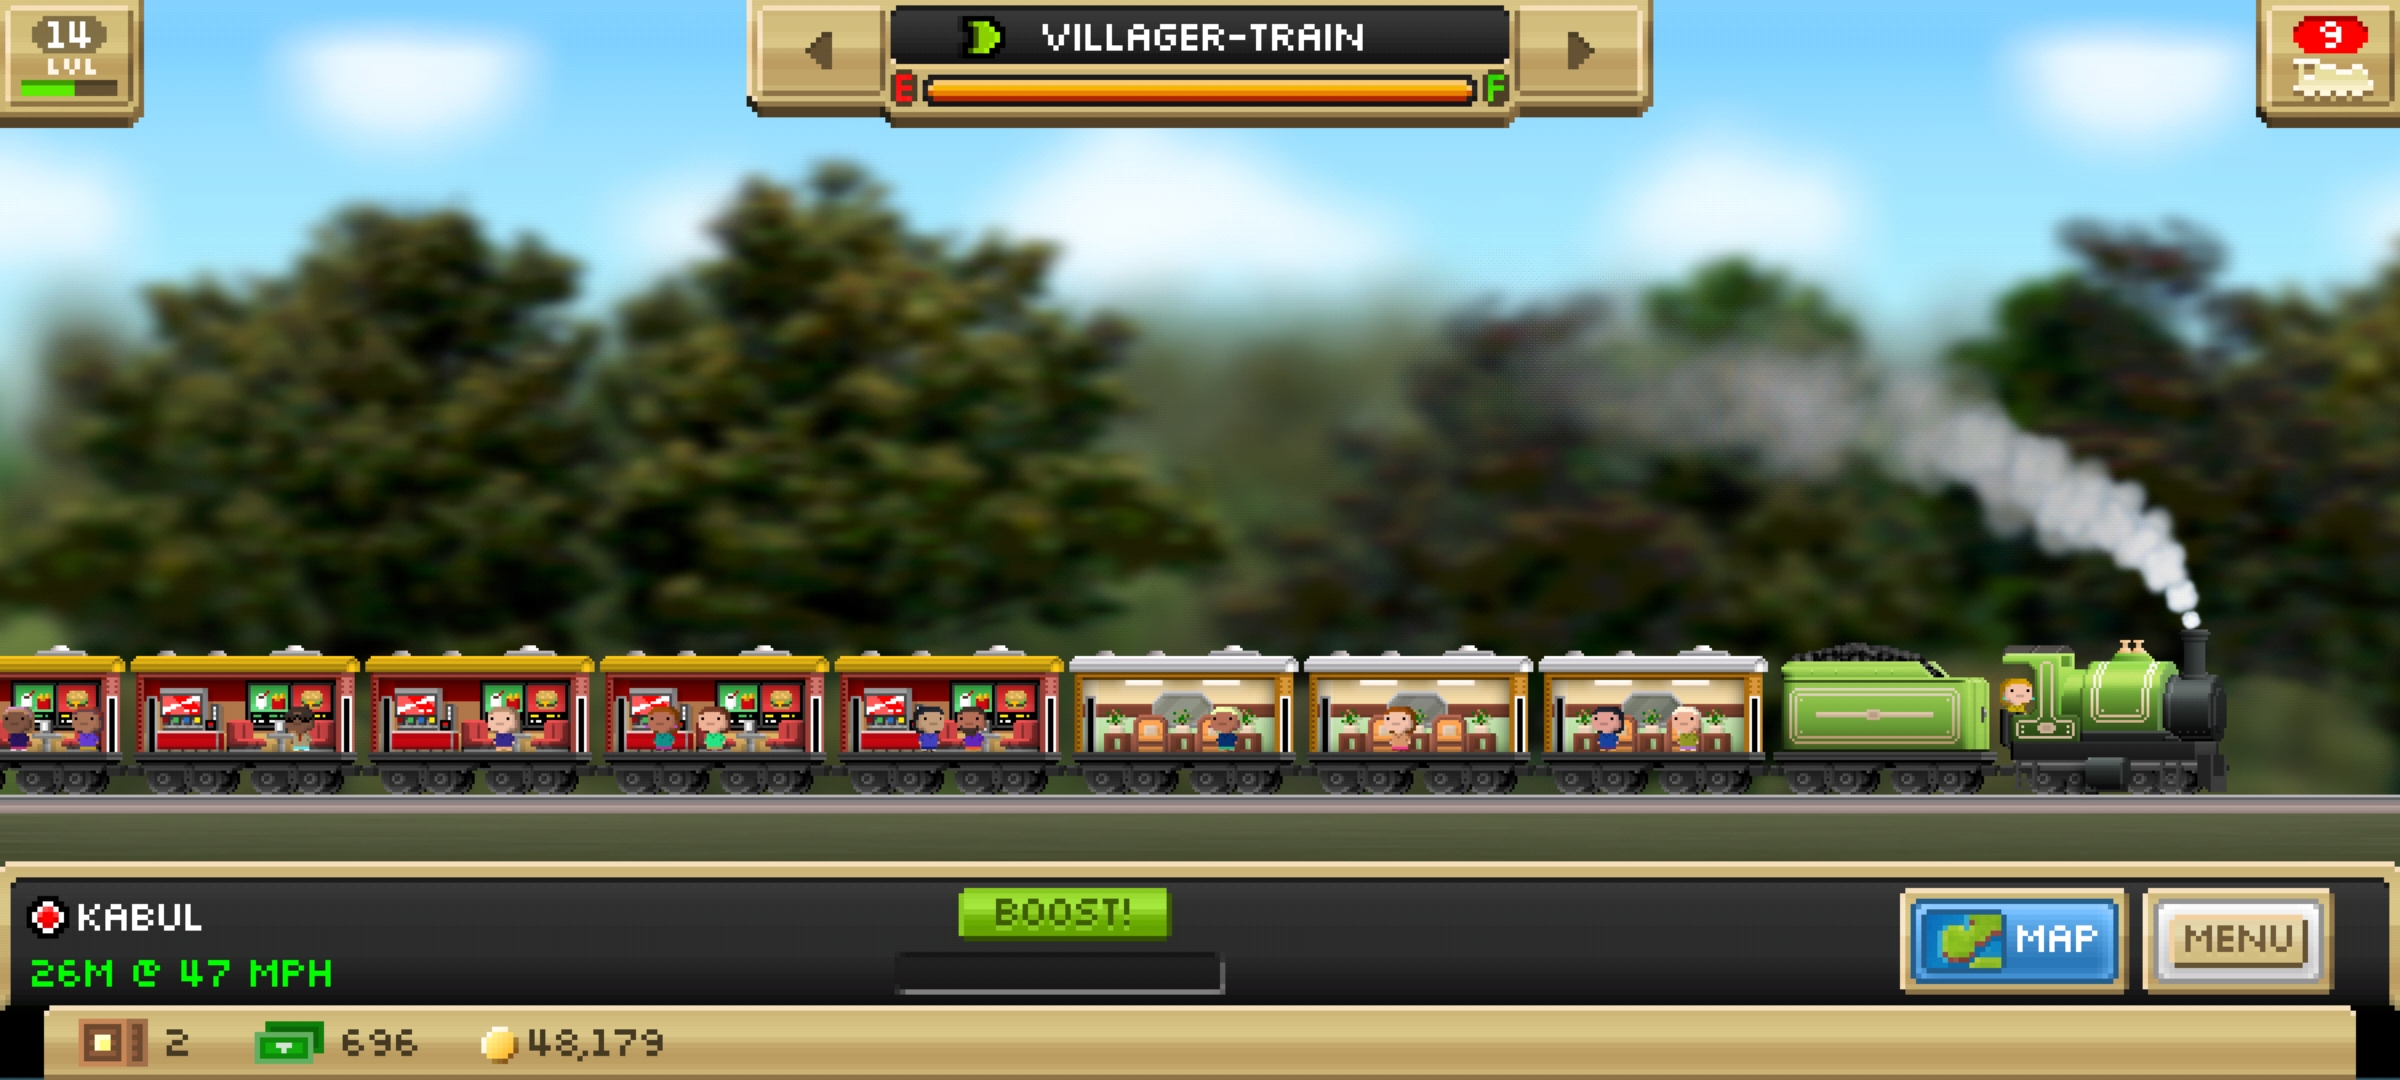 14
LVL
VILLAGER-TRAIN
E F
9
KABUL
26M @ 47 MPH
BOOST!
MAP
MENU
2 696 48,179